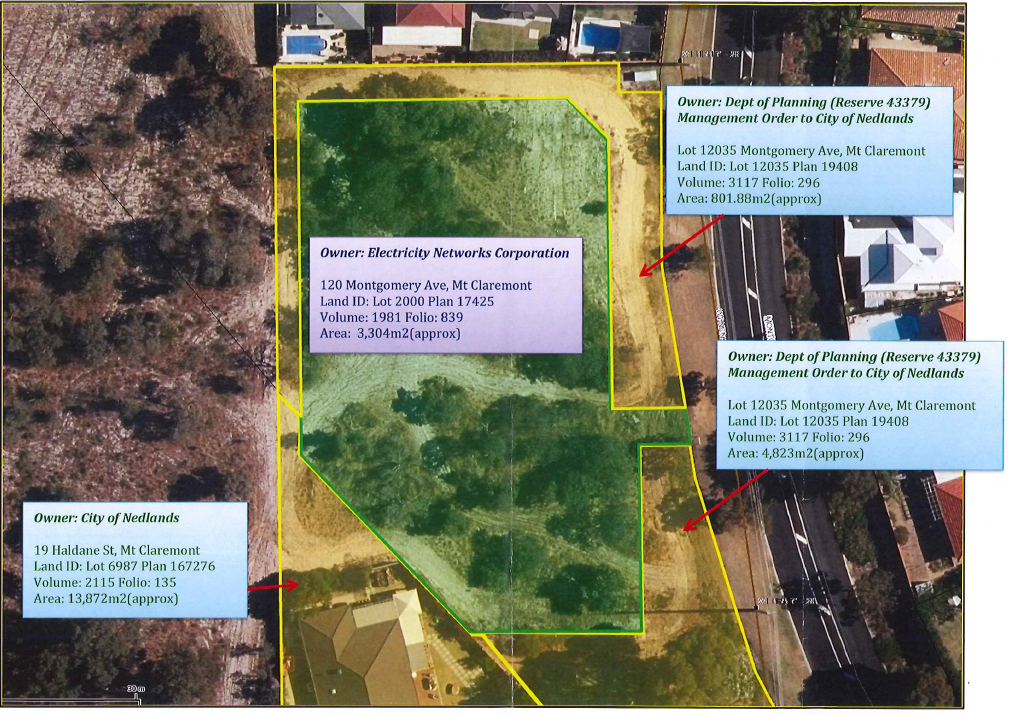 Owner: Dept of Planning (Reserve 43379)
Management Order to City of Nedlands
Lot 12035 Montgomery Ave, Mt Claremont
Land ID: Lot 12035 Plan 19408
Volume: 3117 Folio: 296
Area: 801.88m2(approx)
Owner: Electricity Networks Corporation
120 Montgomery Ave, Mt Claremont
Land ID: Lot 2000 Plan 17425
Volume: 1981 Folio: 839
Area: 3,304m2(approx)
Owner: Dept of Planning (Reserve 43379)
Management Order to City of Nedlands
Lot 12035 Montgomery Ave, Mt Claremont
Land ID: Lot 12035 Plan 19408
Volume: 3117 Folio: 296
Area: 4,823m2(approx)
Owner: City of Nedlands
19 Haldane St, Mt Claremont
Land ID: Lot 6987 Plan 167276
Volume: 2115 Folio: 135
Area: 13,872m2(approx)
30 m